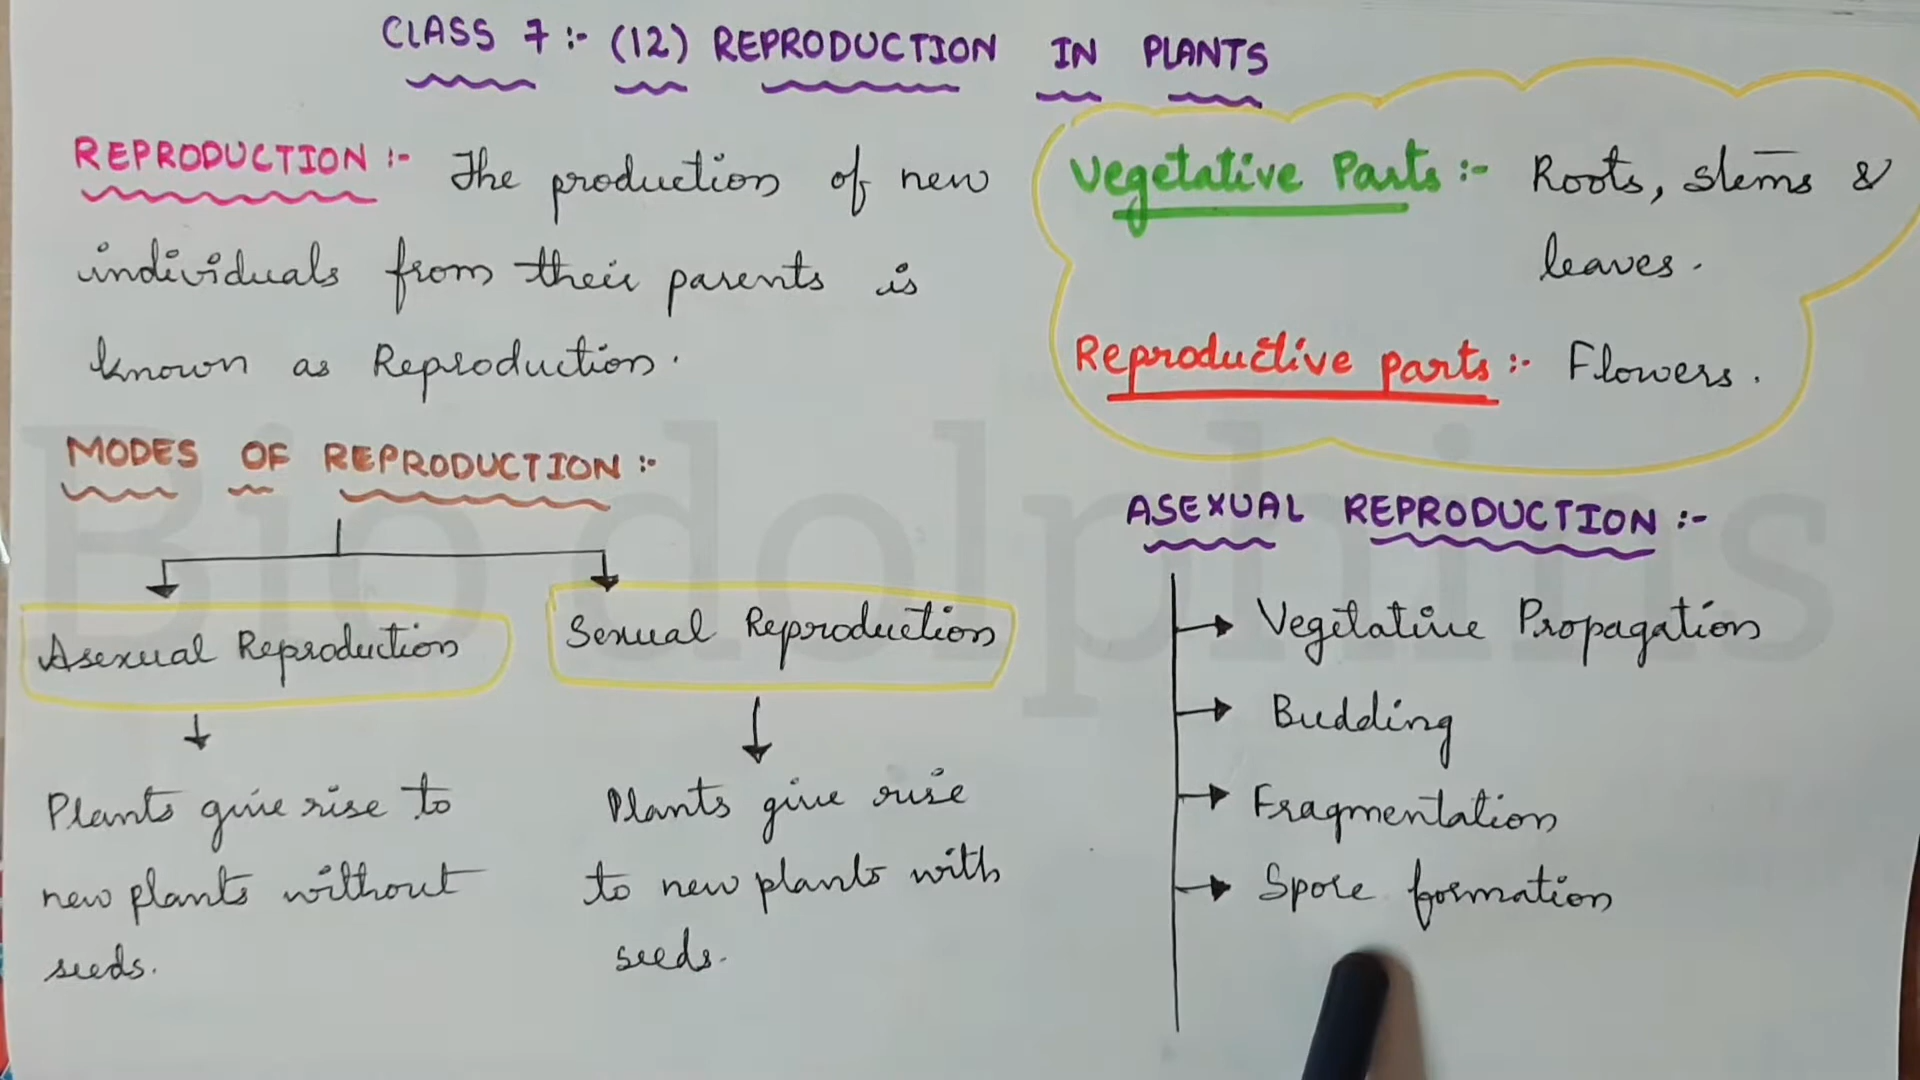 CLASS 7 :- (12) REPRODUCTION IN PLANTS
REPRODUCTION :- The production of new
individuals from their parents is
known as Reproduction.
Vegetative Parts :- Roots, stems &
leaves.
Reproductive parts :- Flowers.
MODES OF REPRODUCTION :-
Asexual Reproduction
Sexual Reproduction
Plants give rise to
new plants without
seeds.
Plants give rise
to new plants with
seeds.
ASEXUAL REPRODUCTION :-
Vegetative Propagation
Budding
Fragmentation
Spore formation
Bio dolphins